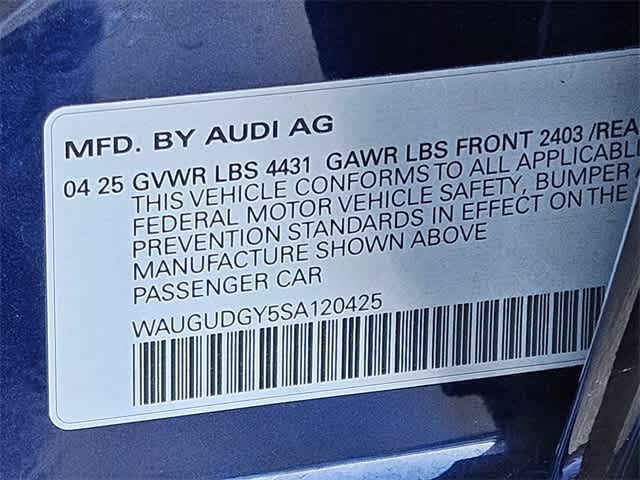 MFD. BY AUDI AG
04 25 GVWR LBS 4431 GAWR LBS FRONT 2403 /REA
THIS VEHICLE CONFORMS TO ALL APPLICABL
FEDERAL MOTOR VEHICLE SAFETY, BUMPER
PREVENTION STANDARDS IN EFFECT ON THE
MANUFACTURE SHOWN ABOVE
PASSENGER CAR
WAUGUDGY5SA120425